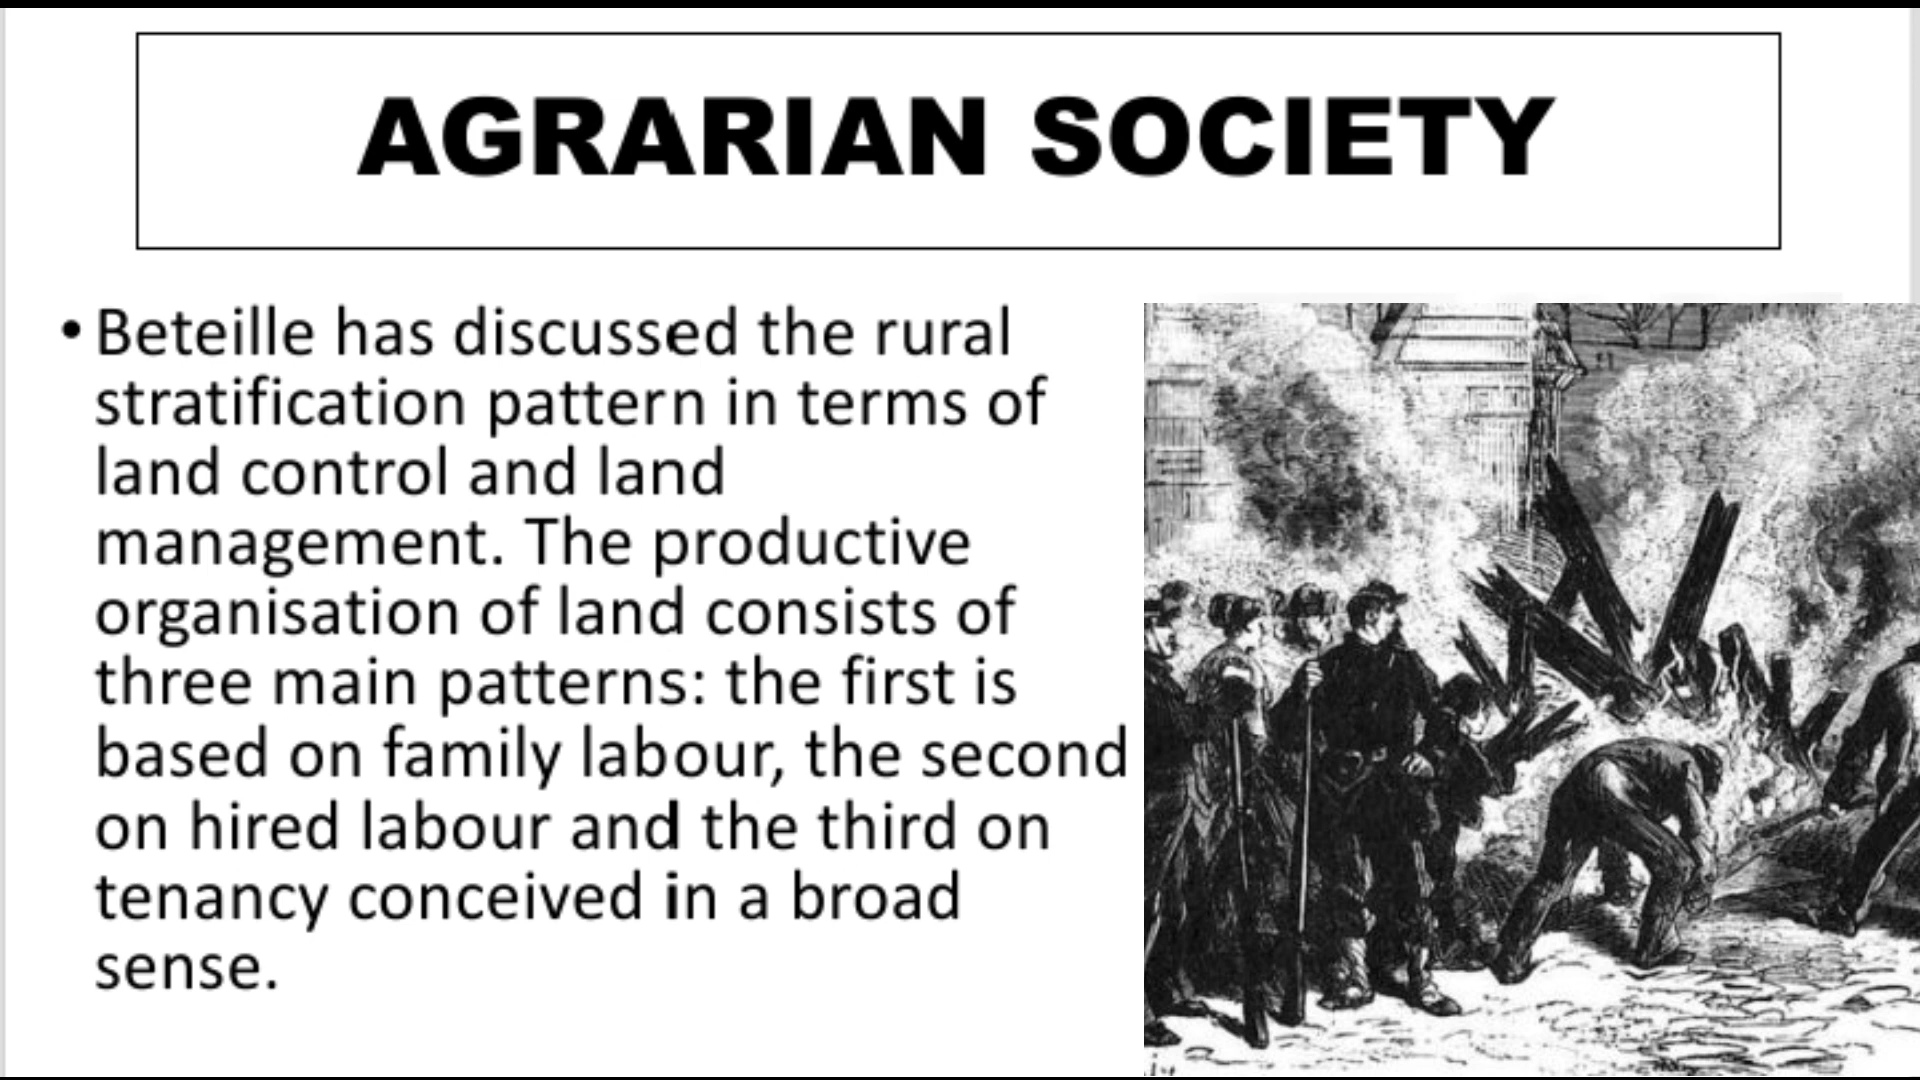 AGRARIAN SOCIETY
• Beteille has discussed the rural
stratification pattern in terms of
land control and land
management. The productive
organisation of land consists of
three main patterns: the first is
based on family labour, the second
on hired labour and the third on
tenancy conceived in a broad
sense.